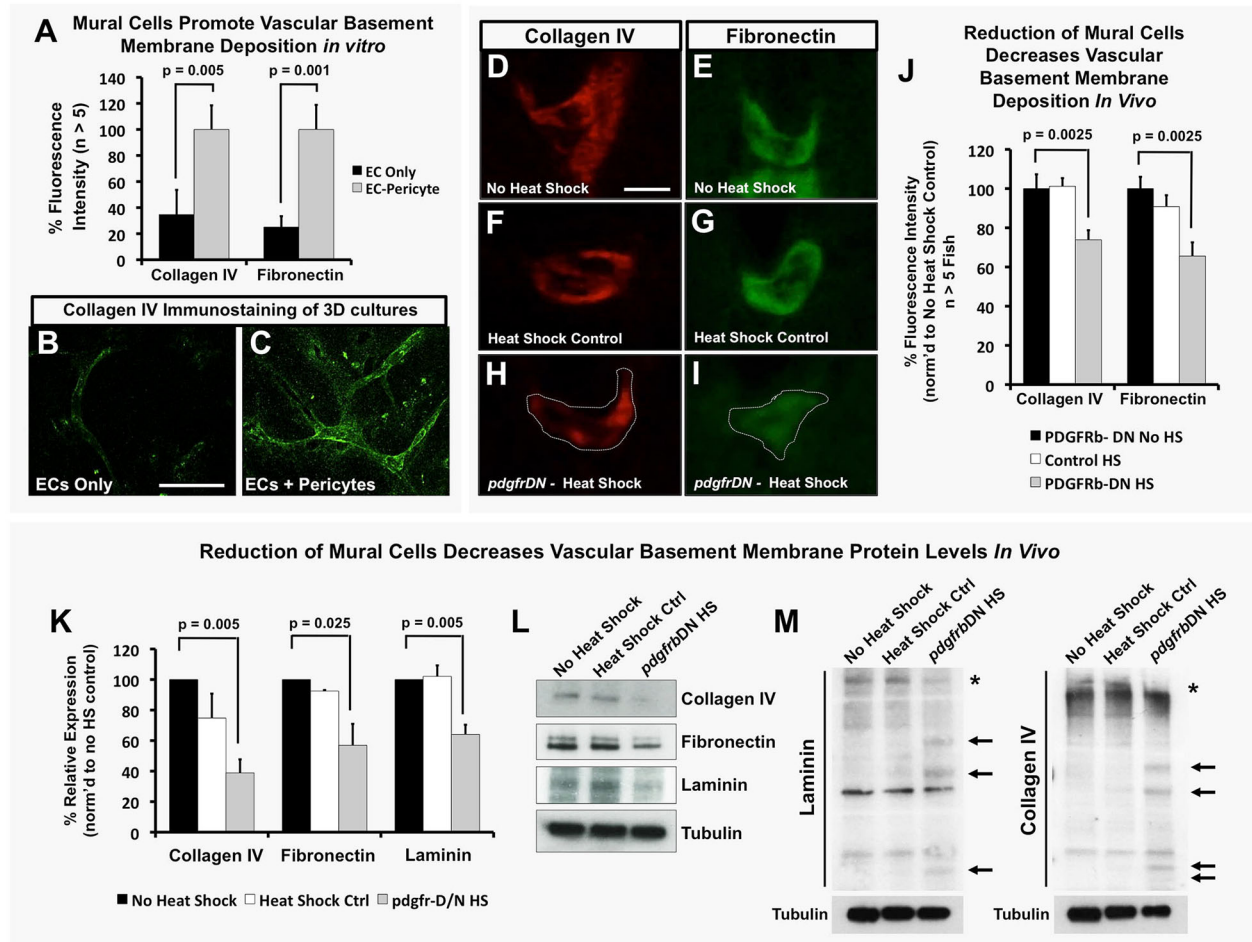 A
Mural Cells Promote Vascular Basement
Membrane Deposition in vitro
p = 0.005
p = 0.001
% Fluorescence
Intensity (n > 5)
140
120
100
80
60
40
20
0
Collagen IV
Fibronectin
EC Only
EC-Pericyte
Collagen IV Immunostaining of 3D cultures
B
ECs Only
C
ECs + Pericytes
Collagen IV
Fibronectin
D
No Heat Shock
E
No Heat Shock
F
Heat Shock Control
G
Heat Shock Control
H
pdgfrDN - Heat Shock
I
pdgfrDN - Heat Shock
J
Reduction of Mural Cells
Decreases Vascular
Basement Membrane
Deposition In Vivo
p = 0.0025
p = 0.0025
% Fluorescence Intensity
(norm'd to No Heat Shock Control)
n > 5 Fish
120
100
80
60
40
20
0
Collagen IV
Fibronectin
PDGFRb- DN No HS
Control HS
PDGFRb-DN HS
Reduction of Mural Cells Decreases Vascular Basement Membrane Protein Levels In Vivo
K
p = 0.005
p = 0.025
p = 0.005
% Relative Expression
(norm'd to no HS control)
120
100
80
60
40
20
0
Collagen IV
Fibronectin
Laminin
No Heat Shock
Heat Shock Ctrl
pdgfr-D/N HS
L
No Heat Shock
Heat Shock Ctrl
pdgfrbDN HS
Collagen IV
Fibronectin
Laminin
Tubulin
M
No Heat Shock
Heat Shock Ctrl
pdgfrbDN HS
Laminin
*
Tubulin
No Heat Shock
Heat Shock Ctrl
pdgfrbDN HS
Collagen IV
*
Tubulin